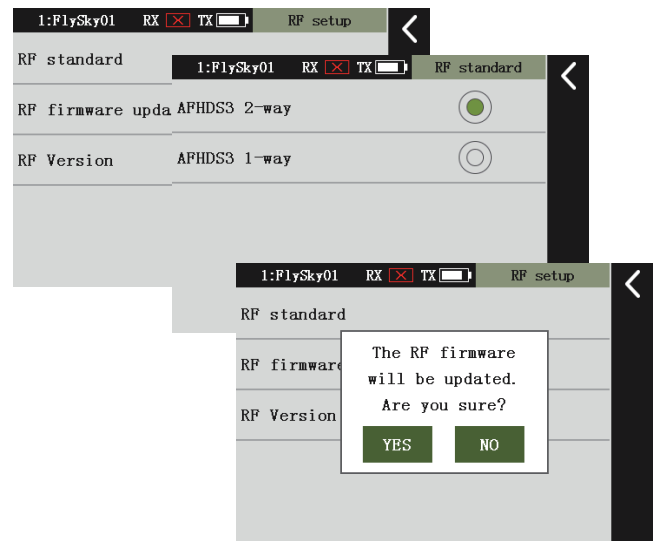 1:FlySky01 RX TX RF setup
RF standard
RF firmware upda
RF Version
1:FlySky01 RX TX RF standard
AFHDS3 2-way
AFHDS3 1-way
1:FlySky01 RX TX RF setup
RF standard
RF firmware
RF Version
The RF firmware
will be updated.
Are you sure?
YES NO